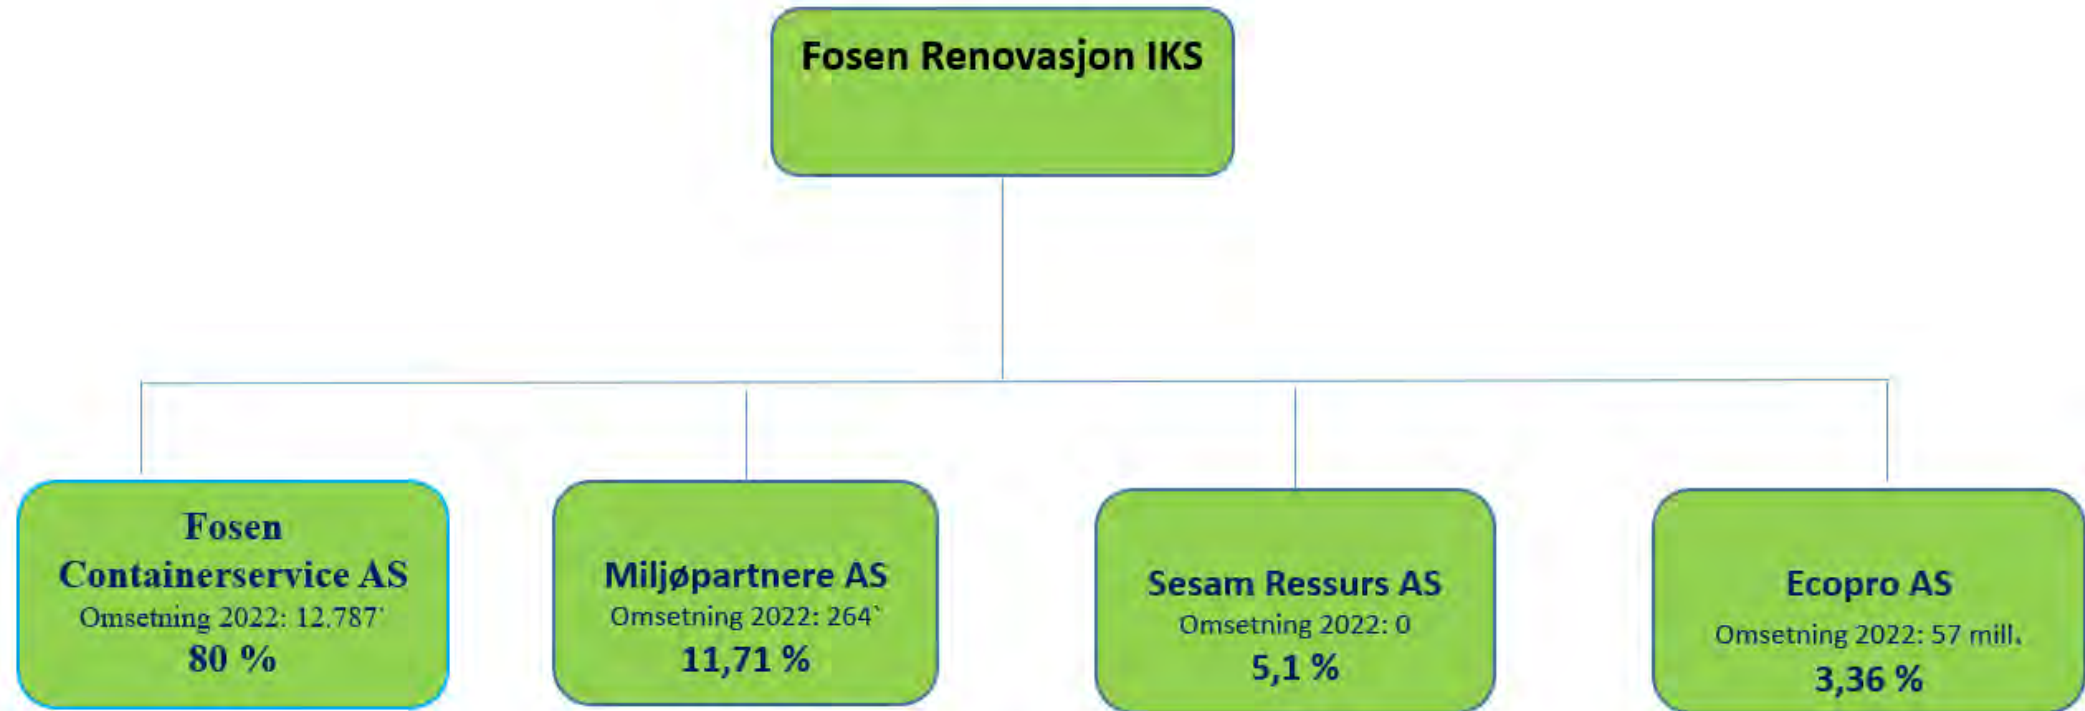 Fosen Renovasjon IKS
Fosen
Containerservice AS
Omsetning 2022: 12.787`
80 %
Miljøpartnere AS
Omsetning 2022: 264`
11,71 %
Sesam Ressurs AS
Omsetning 2022: 0
5,1 %
Ecopro AS
Omsetning 2022: 57 mill.
3,36 %